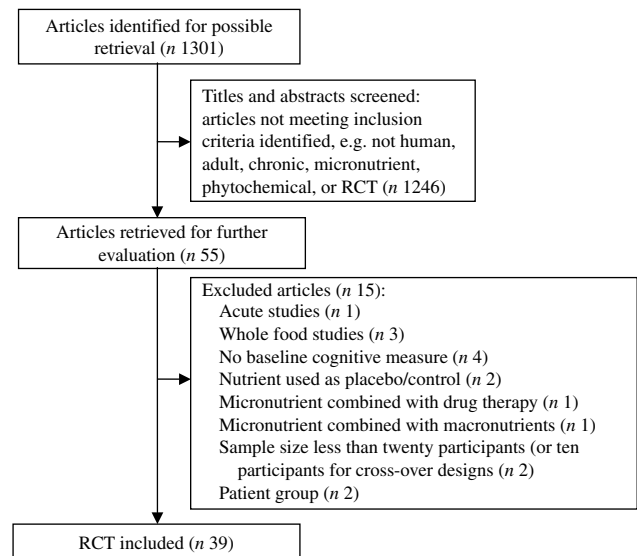 Articles identified for possible
retrieval (n 1301)
Titles and abstracts screened:
articles not meeting inclusion
criteria identified, e.g. not human,
adult, chronic, micronutrient,
phytochemical, or RCT (n 1246)
Articles retrieved for further
evaluation (n 55)
Excluded articles (n 15):
Acute studies (n 1)
Whole food studies (n 3)
No baseline cognitive measure (n 4)
Nutrient used as placebo/control (n 2)
Micronutrient combined with drug therapy (n 1)
Micronutrient combined with macronutrients (n 1)
Sample size less than twenty participants (or ten
participants for cross-over designs (n 2)
Patient group (n 2)
RCT included (n 39)